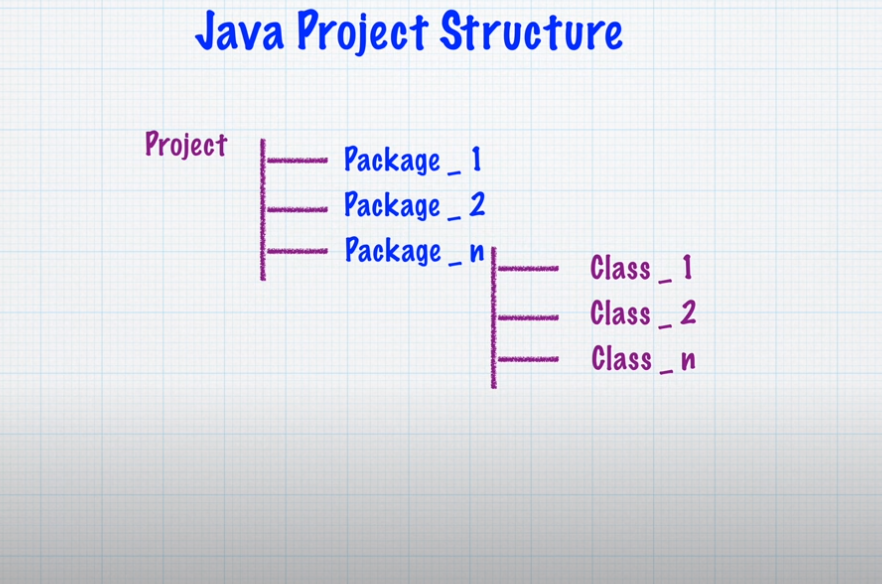 Java Project Structure
Project
Package _ 1
Package _ 2
Package _ n
Class _ 1
Class _ 2
Class _ n